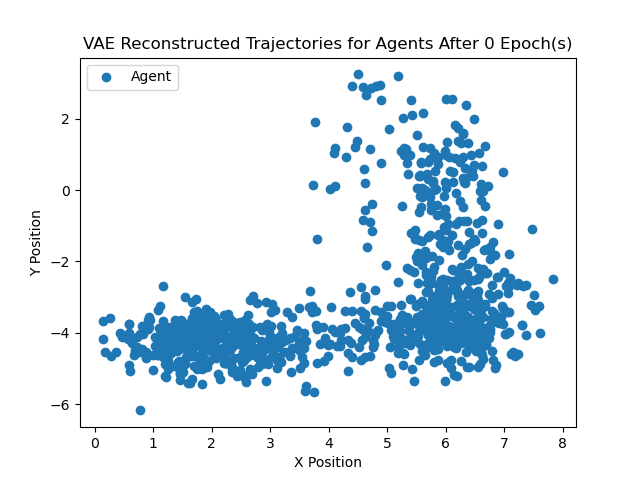 VAE Reconstructed Trajectories for Agents After 0 Epoch(s)
Agent
2
0
−2
−4
−6
Y Position
0 1 2 3 4 5 6 7 8
X Position